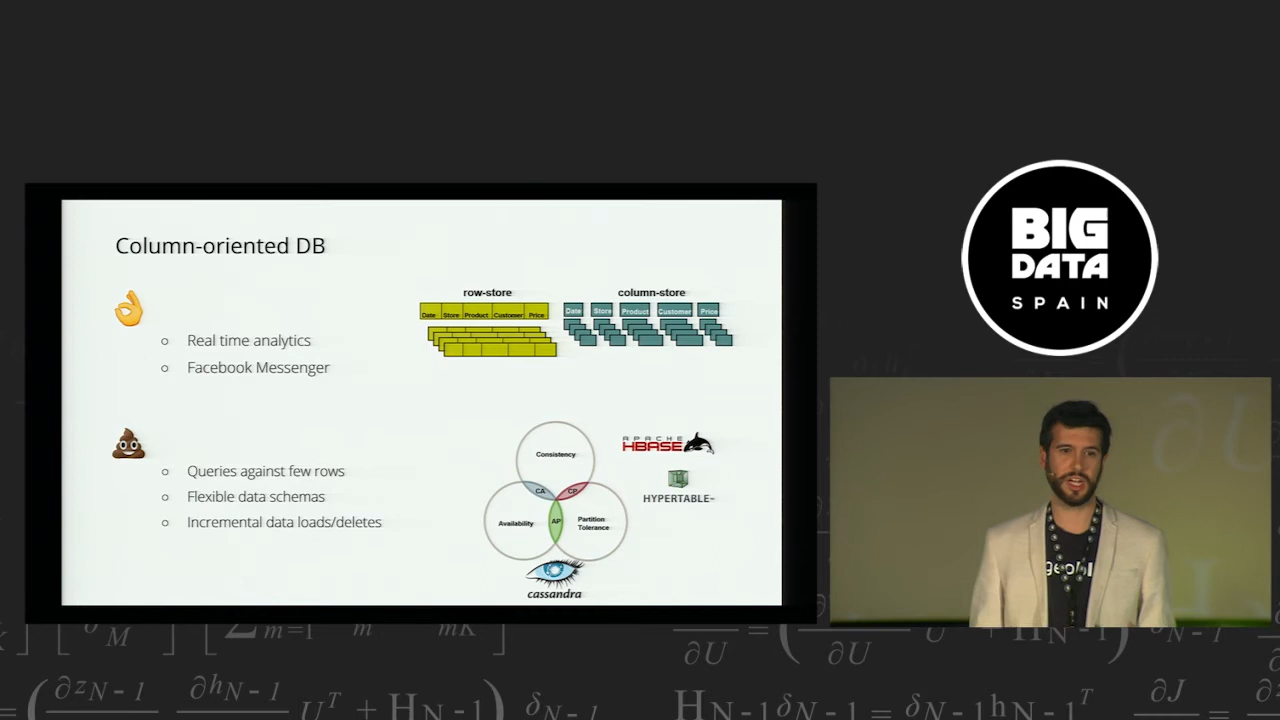 Column-oriented DB
Real time analytics
Facebook Messenger
Queries against few rows
Flexible data schemas
Incremental data loads/deletes
row-store
Date Store Product Customer Price
column-store
Date Store Product Customer Price
Consistency
CA CP
Availability
AP
Partition
Tolerance
APACHE
HBASE
HYPERTABLE
cassandra
BIG
DATA
SPAIN